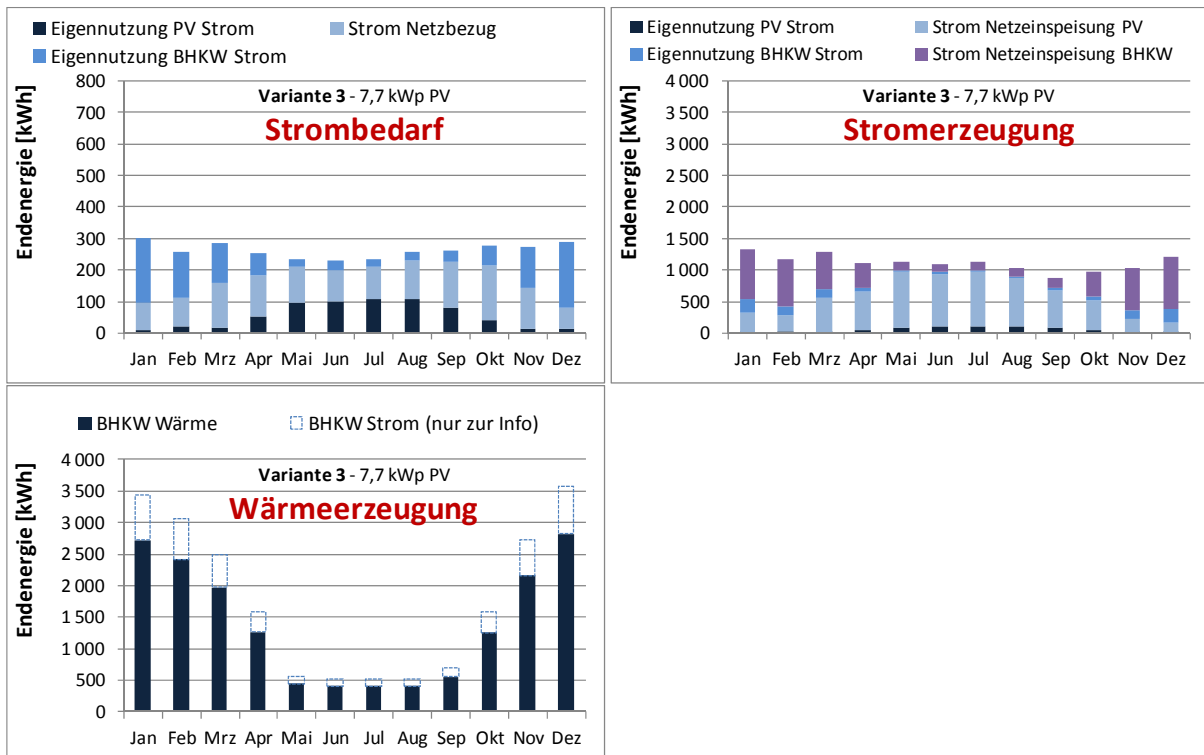 Eigennutzung PV Strom
Strom Netzbezug
Eigennutzung BHKW Strom
Variante 3 - 7,7 kWp PV
Strombedarf
Endenergie [kWh]
800
700
600
500
400
300
200
100
0
Jan Feb Mrz Apr Mai Jun Jul Aug Sep Okt Nov Dez
Eigennutzung PV Strom
Strom Netzeinspeisung PV
Eigennutzung BHKW Strom
Strom Netzeinspeisung BHKW
Variante 3 - 7,7 kWp PV
Stromerzeugung
Endenergie [kWh]
4 000
3 500
3 000
2 500
2 000
1 500
1 000
500
0
Jan Feb Mrz Apr Mai Jun Jul Aug Sep Okt Nov Dez
BHKW Wärme
BHKW Strom (nur zur Info)
Variante 3 - 7,7 kWp PV
Wärmeerzeugung
Endenergie [kWh]
4 000
3 500
3 000
2 500
2 000
1 500
1 000
500
0
Jan Feb Mrz Apr Mai Jun Jul Aug Sep Okt Nov Dez